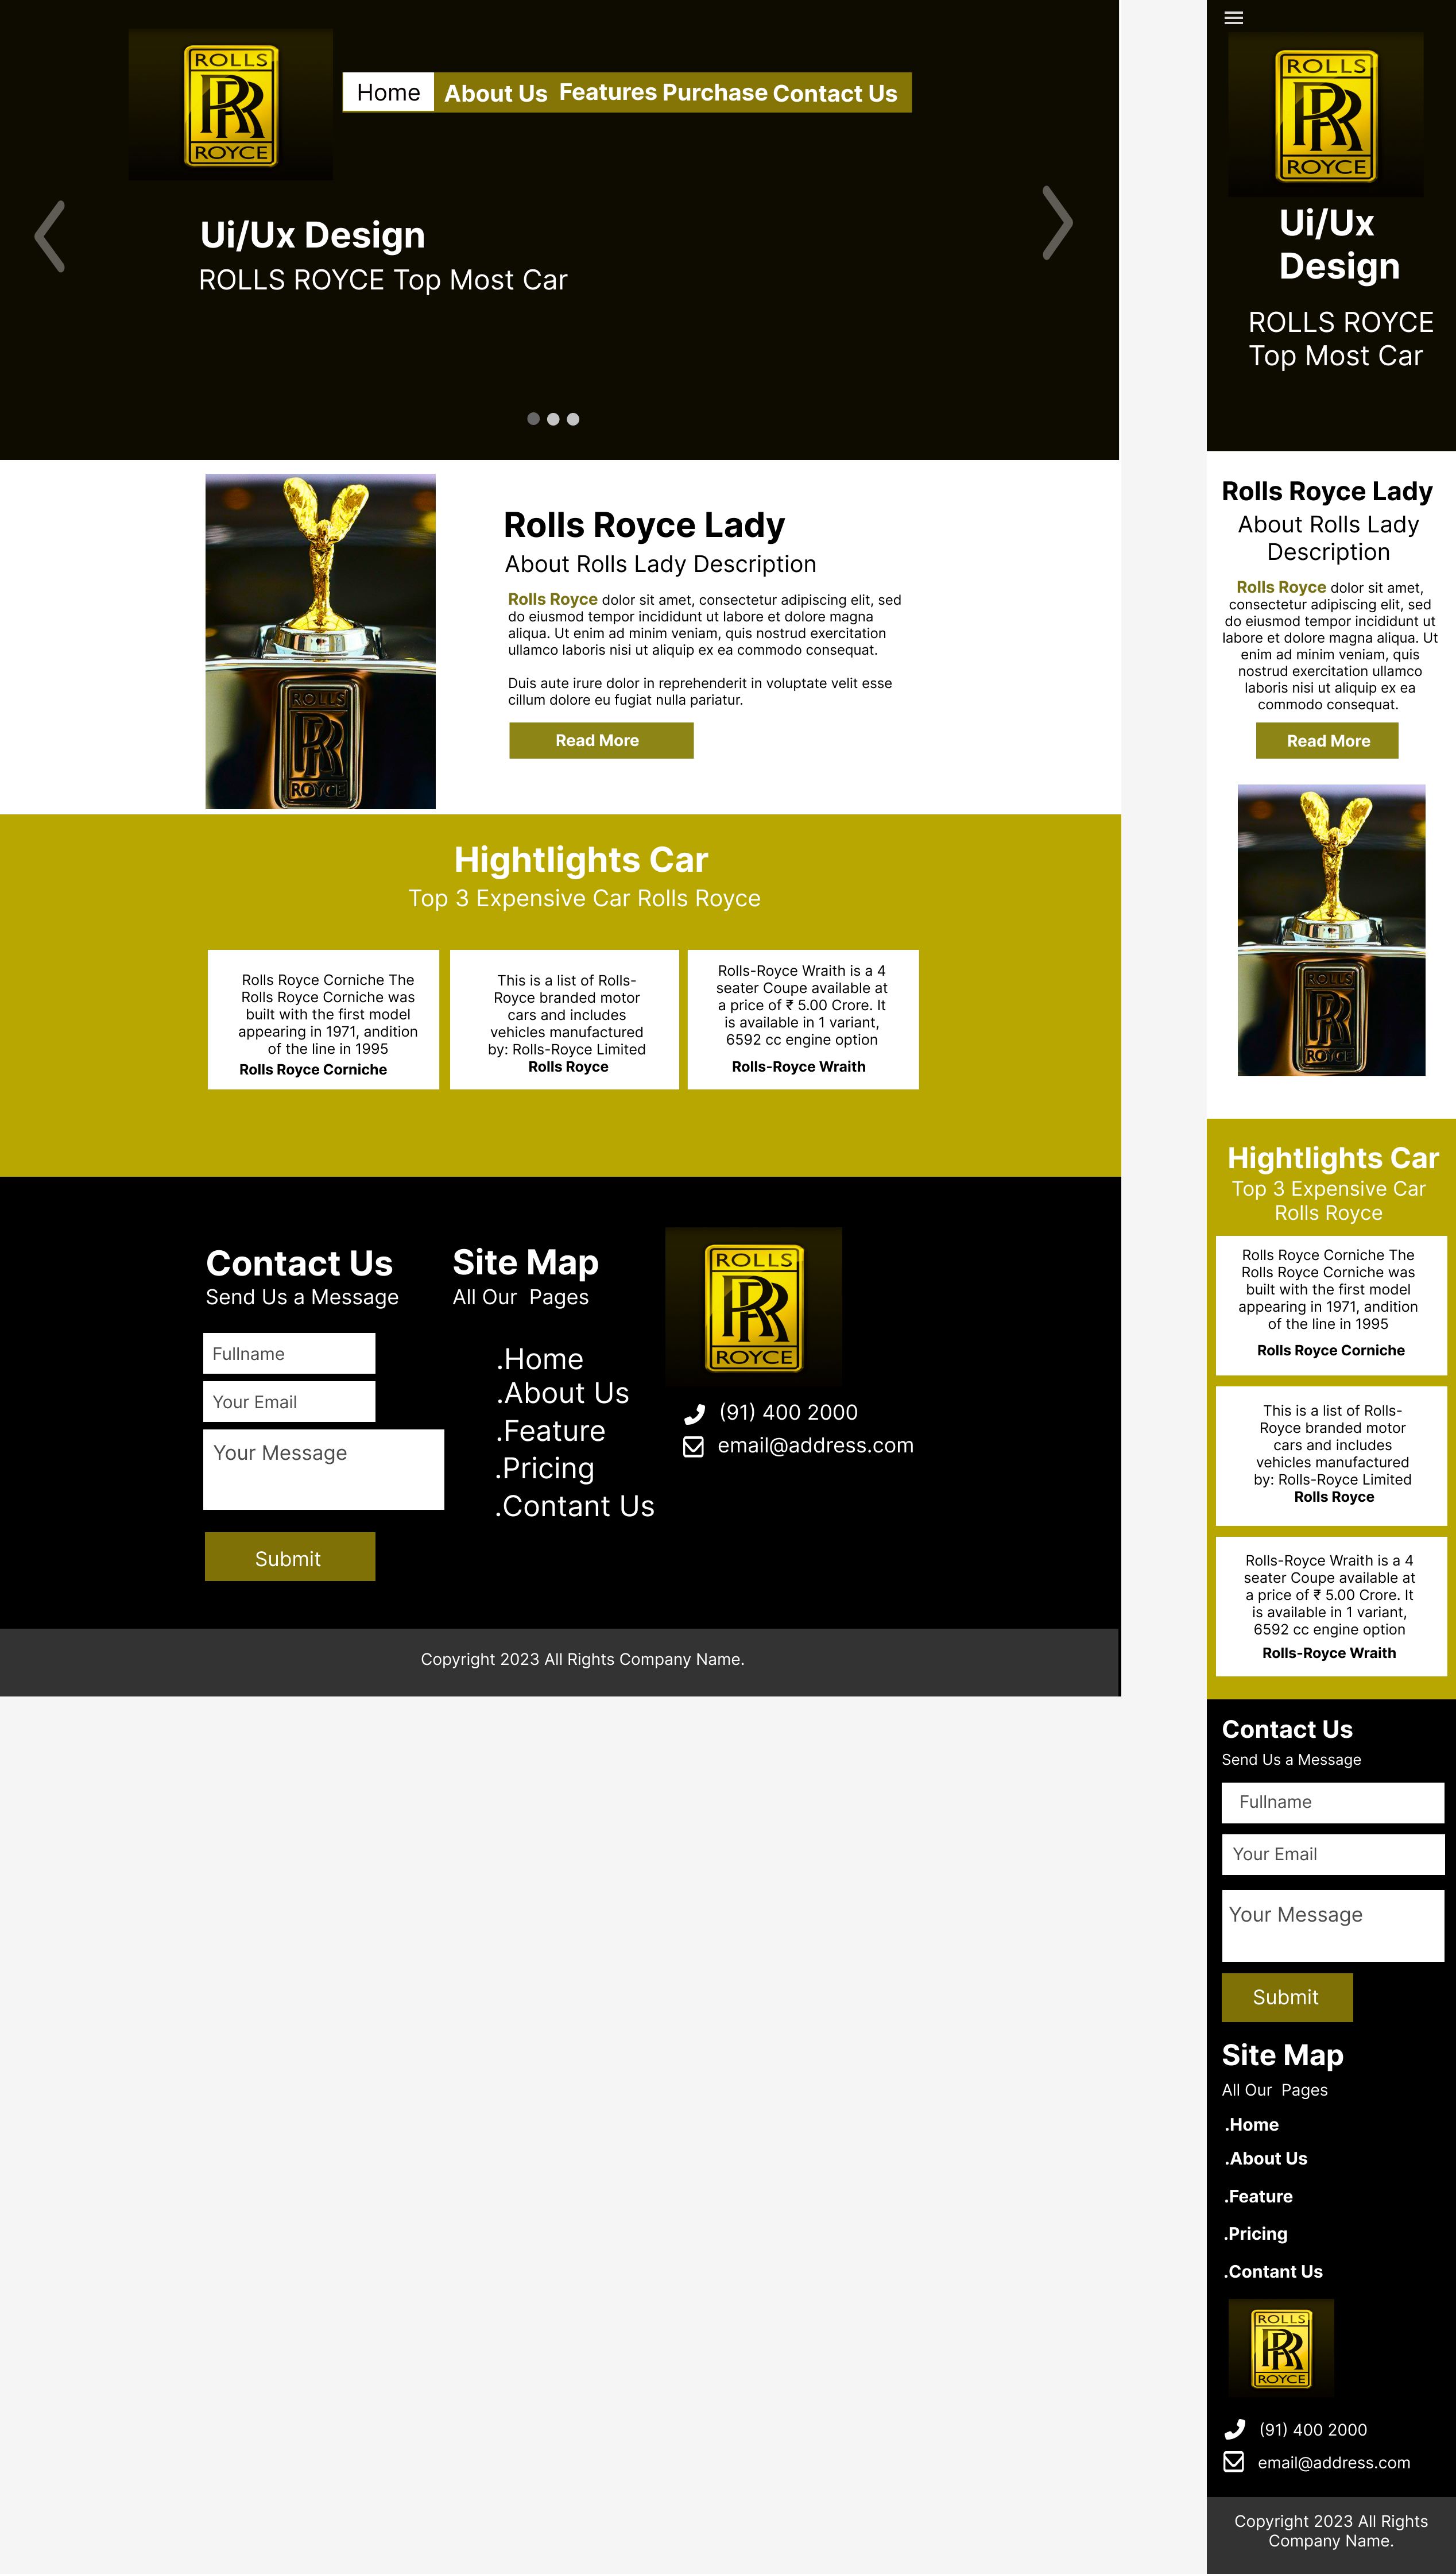 ROLLS
RR
ROYCE
Home
About Us
Features
Purchase
Contact Us
Ui/Ux Design
ROLLS ROYCE Top Most Car
ROLLS
RR
ROYCE
Rolls Royce Lady
About Rolls Lady Description
Rolls Royce dolor sit amet, consectetur adipiscing elit, sed
do eiusmod tempor incididunt ut labore et dolore magna
aliqua. Ut enim ad minim veniam, quis nostrud exercitation
ullamco laboris nisi ut aliquip ex ea commodo consequat.
Duis aute irure dolor in reprehenderit in voluptate velit esse
cillum dolore eu fugiat nulla pariatur.
Read More
Hightlights Car
Top 3 Expensive Car Rolls Royce
Rolls Royce Corniche The
Rolls Royce Corniche was
built with the first model
appearing in 1971, andition
of the line in 1995
Rolls Royce Corniche
This is a list of Rolls-
Royce branded motor
cars and includes
vehicles manufactured
by: Rolls-Royce Limited
Rolls Royce
Rolls-Royce Wraith is a 4
seater Coupe available at
a price of ₹ 5.00 Crore. It
is available in 1 variant,
6592 cc engine option
Rolls-Royce Wraith
Contact Us
Send Us a Message
Fullname
Your Email
Your Message
Submit
Site Map
All Our  Pages
.Home
.About Us
.Feature
.Pricing
.Contant Us
ROLLS
RR
ROYCE
(91) 400 2000
email@address.com
Copyright 2023 All Rights Company Name.
ROLLS
RR
ROYCE
Ui/Ux
Design
ROLLS ROYCE
Top Most Car
Rolls Royce Lady
About Rolls Lady
Description
Rolls Royce dolor sit amet,
consectetur adipiscing elit, sed
do eiusmod tempor incididunt ut
labore et dolore magna aliqua. Ut
enim ad minim veniam, quis
nostrud exercitation ullamco
laboris nisi ut aliquip ex ea
commodo consequat.
Read More
ROLLS
RR
ROYCE
Hightlights Car
Top 3 Expensive Car
Rolls Royce
Rolls Royce Corniche The
Rolls Royce Corniche was
built with the first model
appearing in 1971, andition
of the line in 1995
Rolls Royce Corniche
This is a list of Rolls-
Royce branded motor
cars and includes
vehicles manufactured
by: Rolls-Royce Limited
Rolls Royce
Rolls-Royce Wraith is a 4
seater Coupe available at
a price of ₹ 5.00 Crore. It
is available in 1 variant,
6592 cc engine option
Rolls-Royce Wraith
Contact Us
Send Us a Message
Fullname
Your Email
Your Message
Submit
Site Map
All Our  Pages
.Home
.About Us
.Feature
.Pricing
.Contant Us
ROLLS
RR
ROYCE
(91) 400 2000
email@address.com
Copyright 2023 All Rights
Company Name.